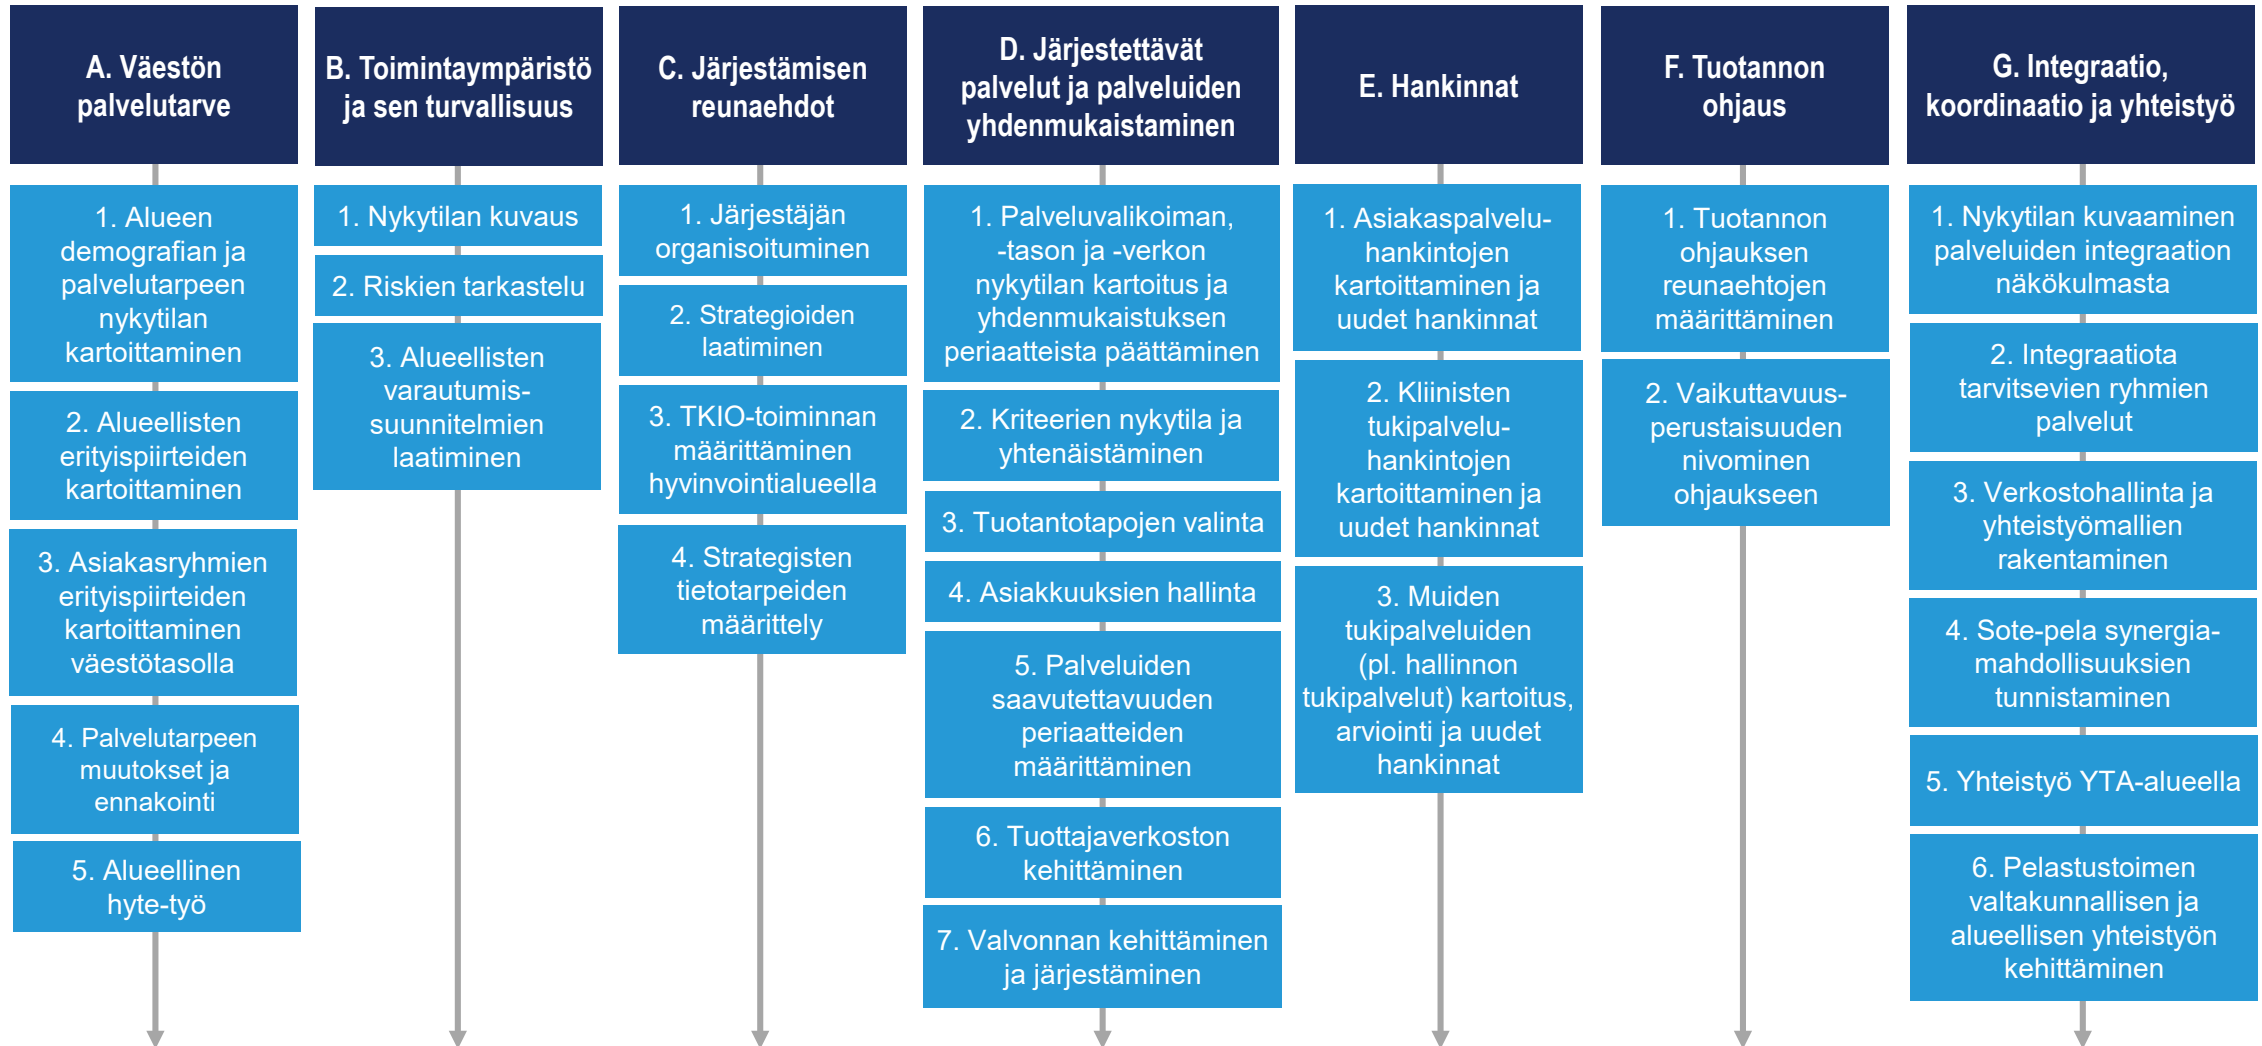 A. Väestön
palvelutarve
1. Alueen
demografian ja
palvelutarpeen
nykytilan
kartoittaminen
2. Alueellisten
erityispiirteiden
kartoittaminen
3. Asiakasryhmien
erityispiirteiden
kartoittaminen
väestötasolla
4. Palvelutarpeen
muutokset ja
ennakointi
5. Alueellinen
hyte-työ
B. Toimintaympäristö
ja sen turvallisuus
1. Nykytilan kuvaus
2. Riskien tarkastelu
3. Alueellisten
varautumis-
suunnitelmien
laatiminen
C. Järjestämisen
reunaehdot
1. Järjestäjän
organisoituminen
2. Strategioiden
laatiminen
3. TKIO-toiminnan
määrittäminen
hyvinvointialueella
4. Strategisten
tietotarpeiden
määrittely
D. Järjestettävät
palvelut ja palveluiden
yhdenmukaistaminen
1. Palveluvalikoiman,
-tason ja -verkon
nykytilan kartoitus ja
yhdenmukaistuksen
periaatteista päättäminen
2. Kriteerien nykytila ja
yhtenäistäminen
3. Tuotantotapojen valinta
4. Asiakkuuksien hallinta
5. Palveluiden
saavutettavuuden
periaatteiden
määrittäminen
6. Tuottajaverkoston
kehittäminen
7. Valvonnan kehittäminen
ja järjestäminen
E. Hankinnat
1. Asiakaspalvelu-
hankintojen
kartoittaminen ja
uudet hankinnat
2. Kliinisten
tukipalvelu-
hankintojen
kartoittaminen ja
uudet hankinnat
3. Muiden
tukipalveluiden
(pl. hallinnon
tukipalvelut) kartoitus,
arviointi ja uudet
hankinnat
F. Tuotannon
ohjaus
1. Tuotannon
ohjauksen
reunaehtojen
määrittäminen
2. Vaikuttavuus-
perustaisuuden
nivominen
ohjaukseen
G. Integraatio,
koordinaatio ja yhteistyö
1. Nykytilan kuvaaminen
palveluiden integraation
näkökulmasta
2. Integraatiota
tarvitsevien ryhmien
palvelut
3. Verkostohallinta ja
yhteistyömallien
rakentaminen
4. Sote-pela synergia-
mahdollisuuksien
tunnistaminen
5. Yhteistyö YTA-alueella
6. Pelastustoimen
valtakunnallisen ja
alueellisen yhteistyön
kehittäminen